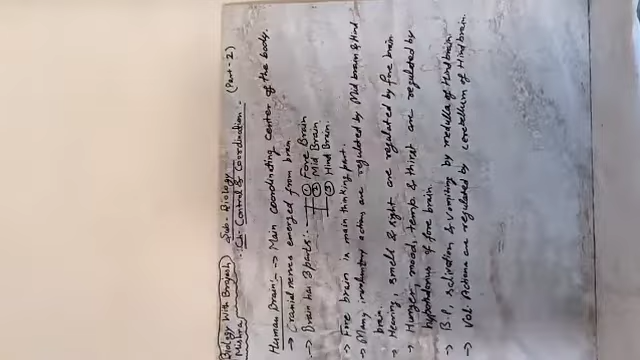 Biology With Brajesh Mishra
Sub- Biology
Ch- Control & Coordination. (Part-2)
Human Brain:- → Main coordinating center of the body.
→ Cranial nerves emerged from brain.
→ Brain has 3 parts:- ① Fore Brain
② Mid Brain
③ Hind Brain.
→ Fore brain is main thinking part.
→ Many involuntary actions are regulated by Mid brain & Hind
brain.
→ Hearing, smell & sight are regulated by fore brain
→ Hunger, mood, temp & thirst are regulated by
hypothalamus of fore brain.
→ B.P, salivation & vomiting by medulla of Hind brain
→ Vol. Actions are regulated by cerebellum of Hind brain.